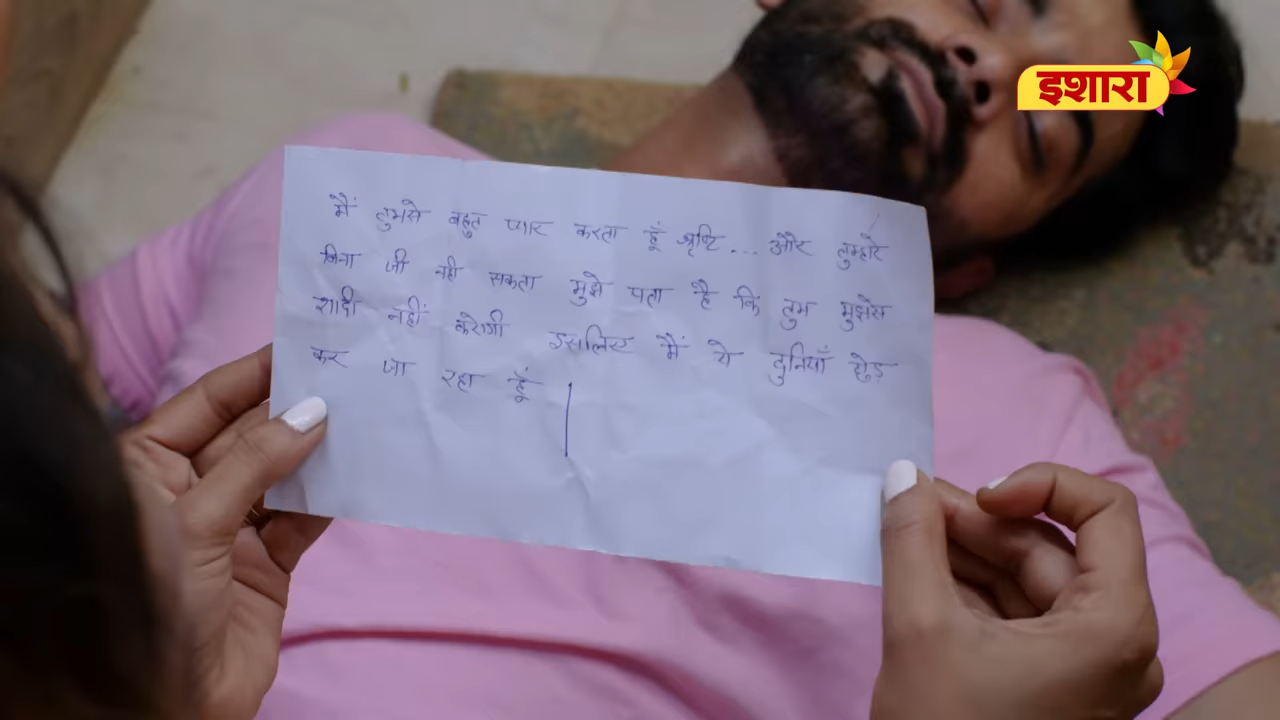 इशारा
मैं तुमसे बहुत प्यार करता हूं श्रृष्टि... और तुम्हारे
बिना जी नही सकता मुझे पता है कि तुम मुझसे
शादी नहीं करोगी इसलिए मैं ये दुनियाँ छोड़
कर जा रहा हूँ।